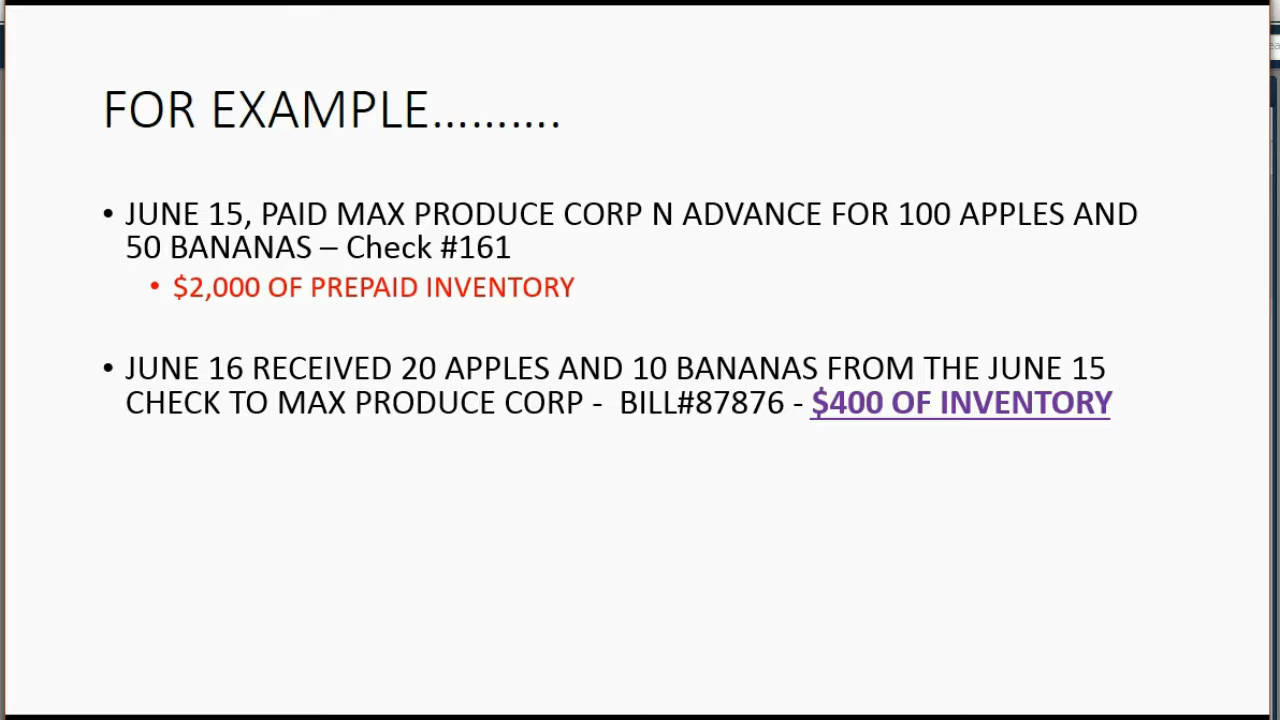 FOR EXAMPLE……….
• JUNE 15, PAID MAX PRODUCE CORP N ADVANCE FOR 100 APPLES AND
50 BANANAS – Check #161
• $2,000 OF PREPAID INVENTORY
• JUNE 16 RECEIVED 20 APPLES AND 10 BANANAS FROM THE JUNE 15
CHECK TO MAX PRODUCE CORP -  BILL#87876 - $400 OF INVENTORY